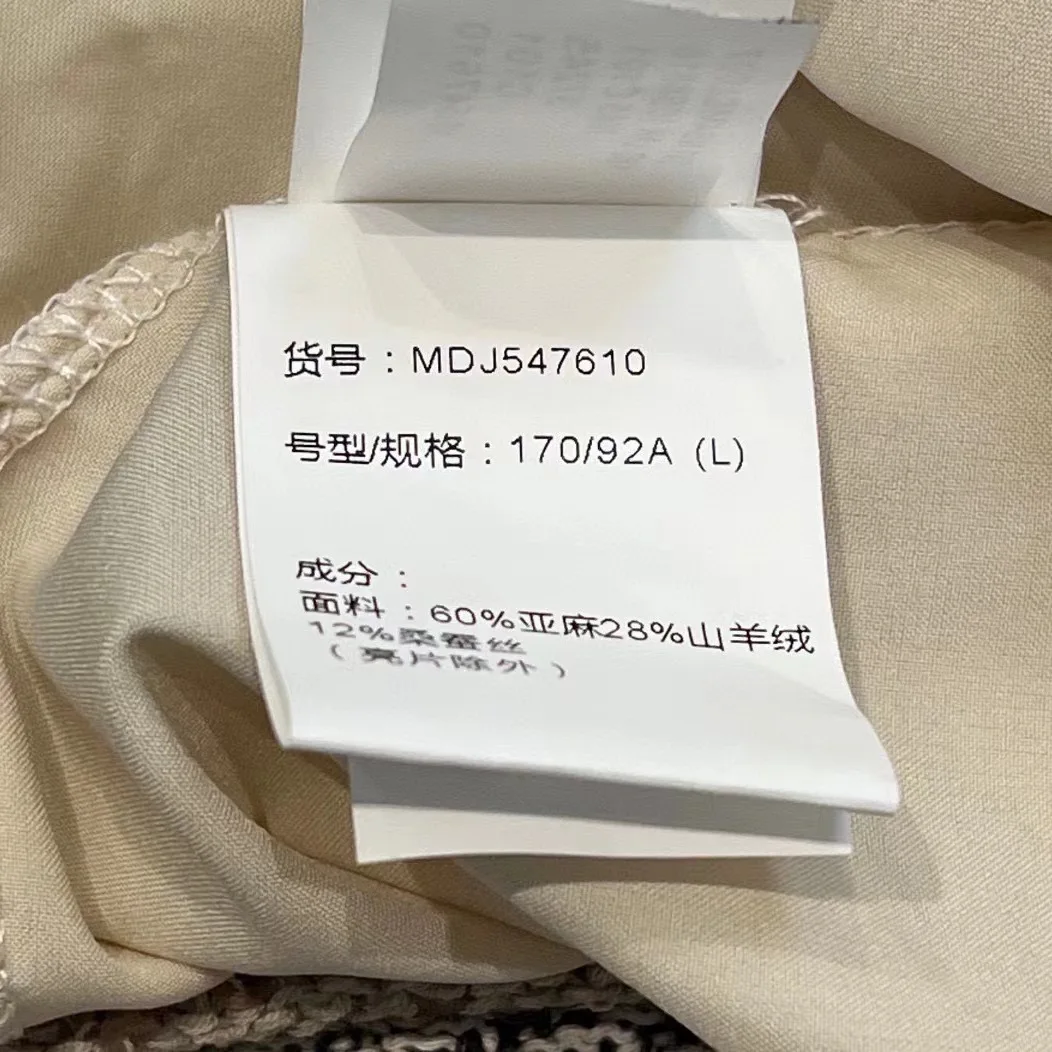 货号：MDJ547610
号型/规格：170/92A (L)
成分：
面料：60%亚麻28%山羊绒
12%桑蚕丝
（亮片除外）